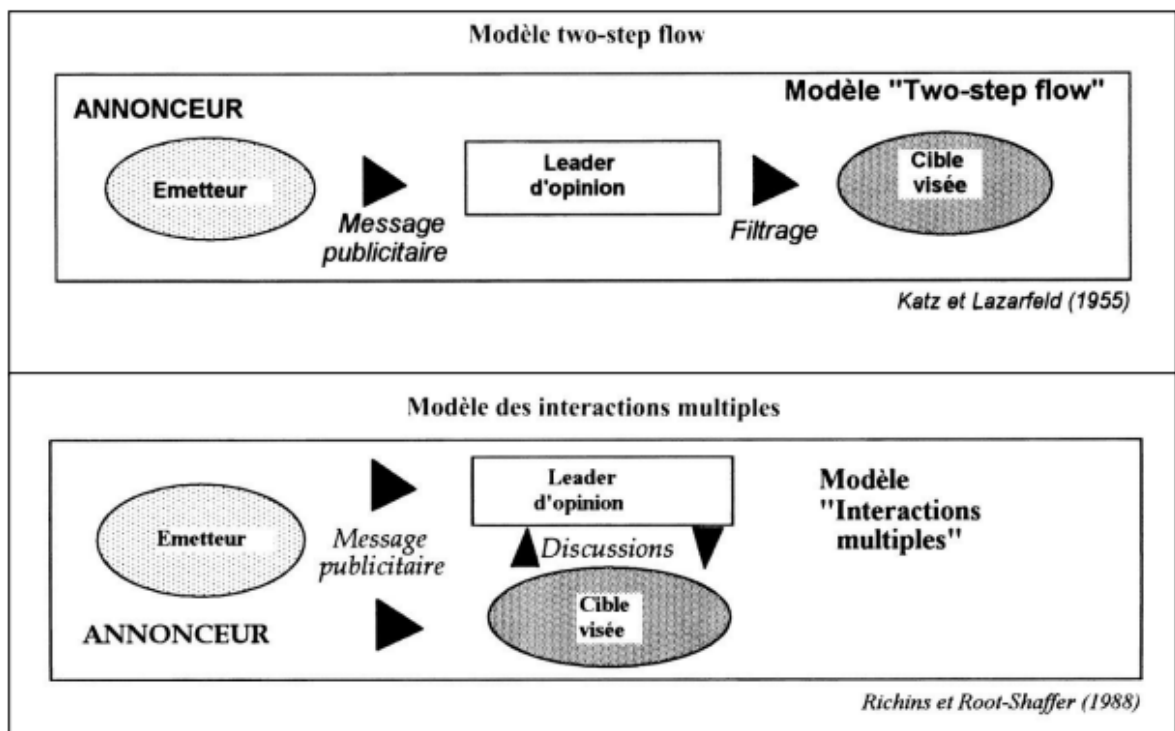 Modèle two-step flow
ANNONCEUR
Modèle "Two-step flow"
Emetteur
Leader
d'opinion
Cible
visée
Message
publicitaire
Filtrage
Katz et Lazarfeld (1955)
Modèle des interactions multiples
Emetteur
Message
publicitaire
ANNONCEUR
Leader
d'opinion
Discussions
Cible
visée
Modèle
"Interactions
multiples"
Richins et Root-Shaffer (1988)